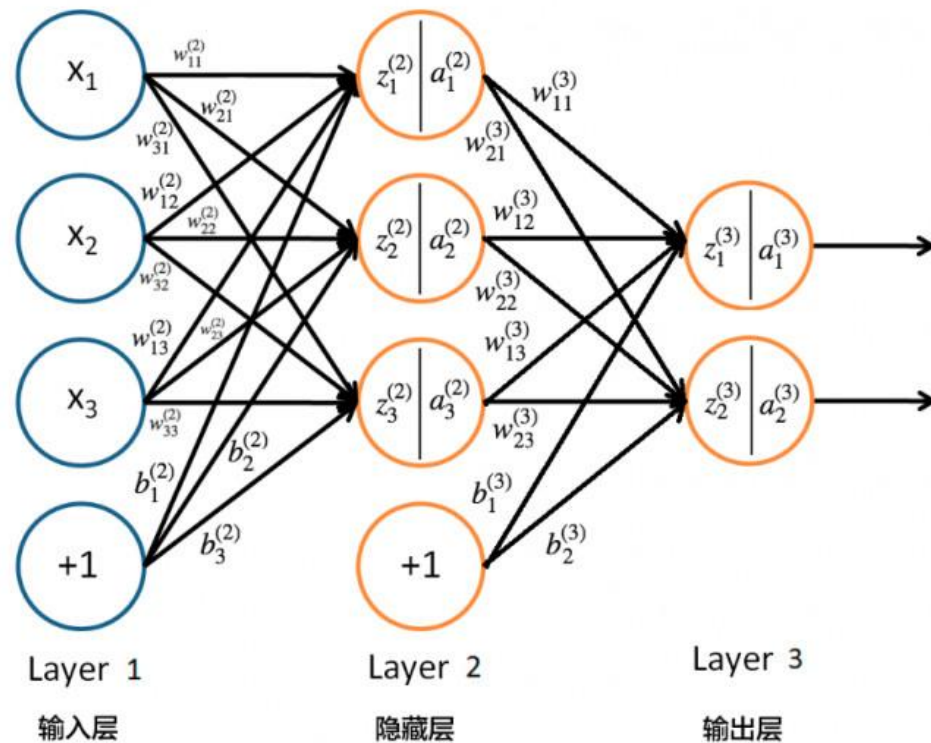 x₁
w₁₁⁽²⁾
w₂₁⁽²⁾
w₃₁⁽²⁾
z₁⁽²⁾ | a₁⁽²⁾
w₁₁⁽³⁾
w₂₁⁽³⁾
x₂
w₁₂⁽²⁾
w₂₂⁽²⁾
w₃₂⁽²⁾
z₂⁽²⁾ | a₂⁽²⁾
w₁₂⁽³⁾
w₂₂⁽³⁾
z₁⁽³⁾ | a₁⁽³⁾
x₃
w₁₃⁽²⁾
w₂₃⁽²⁾
w₃₃⁽²⁾
z₃⁽²⁾ | a₃⁽²⁾
w₁₃⁽³⁾
w₂₃⁽³⁾
z₂⁽³⁾ | a₂⁽³⁾
+1
b₁⁽²⁾
b₂⁽²⁾
b₃⁽²⁾
+1
b₁⁽³⁾
b₂⁽³⁾
Layer 1
Layer 2
Layer 3
输入层
隐藏层
输出层